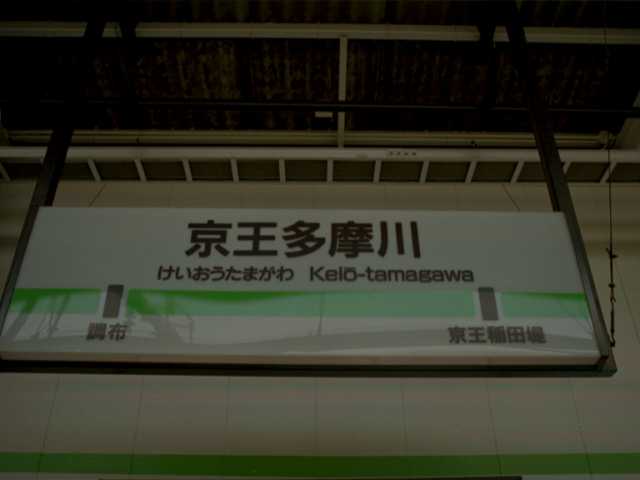 京王多摩川
けいおうたまがわ Keiō-tamagawa
調布 京王稲田堤